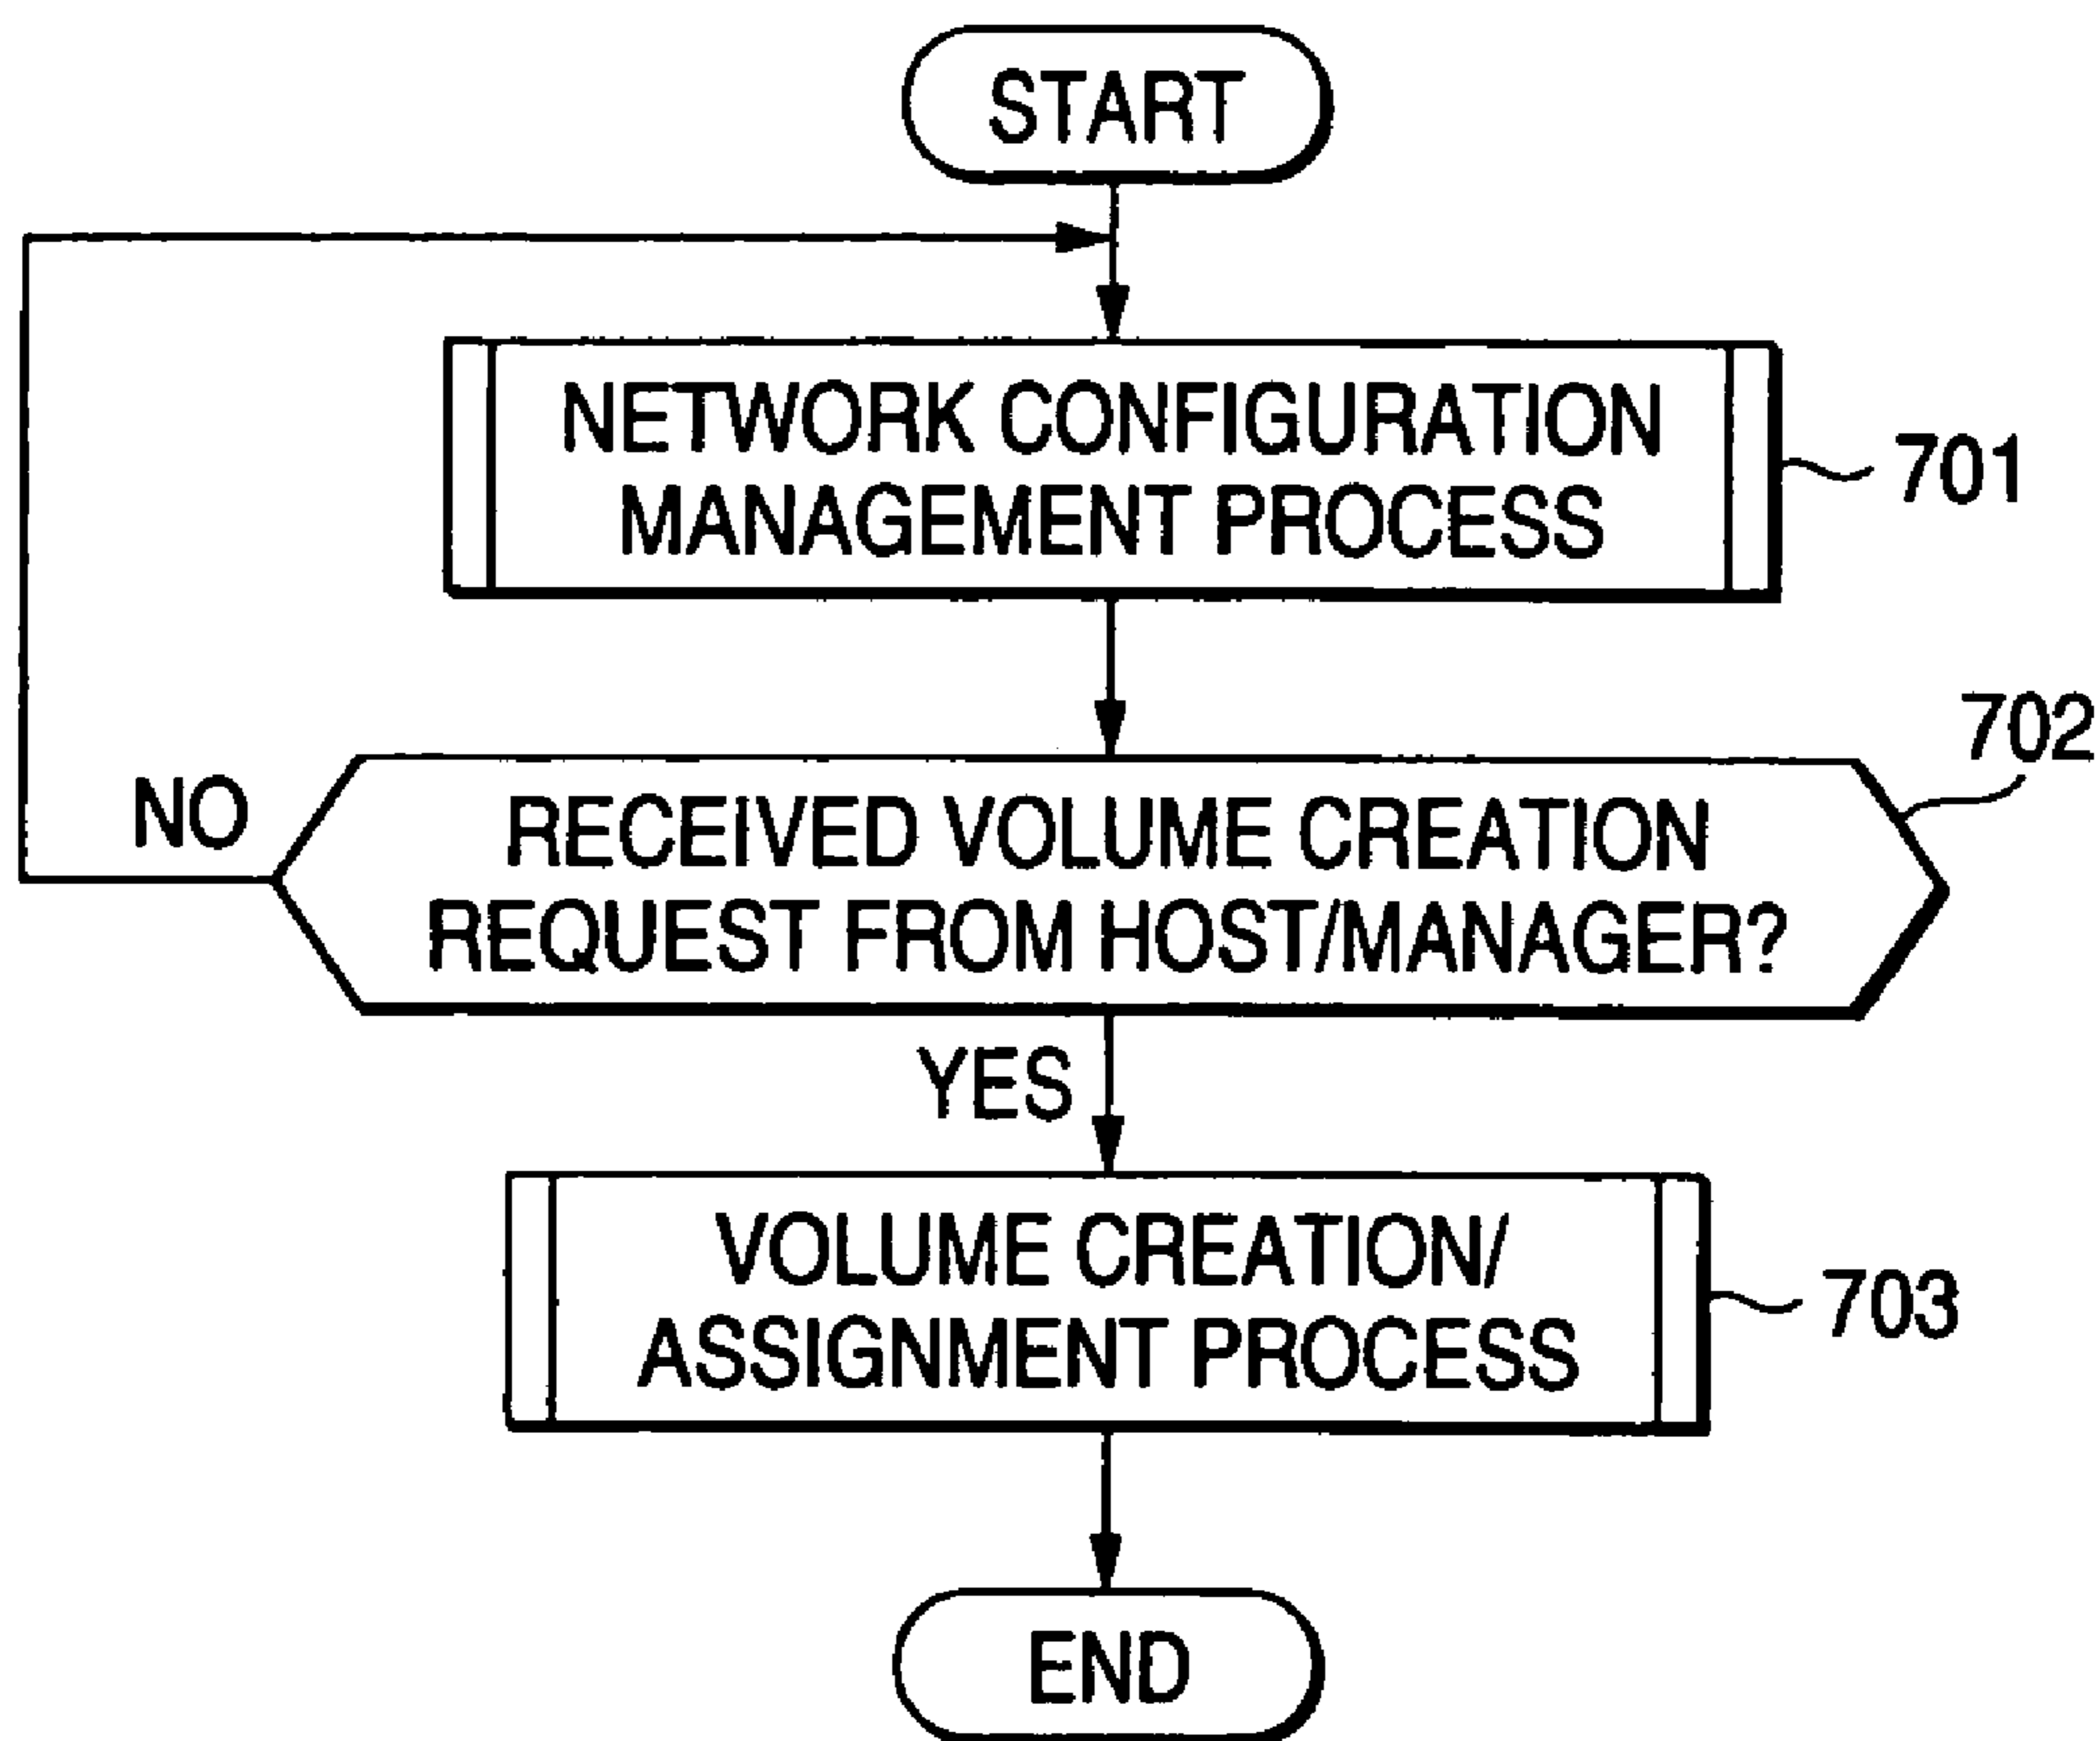 START
NETWORK CONFIGURATION
MANAGEMENT PROCESS
701
702
NO
RECEIVED VOLUME CREATION
REQUEST FROM HOST/MANAGER?
YES
VOLUME CREATION/
ASSIGNMENT PROCESS
703
END